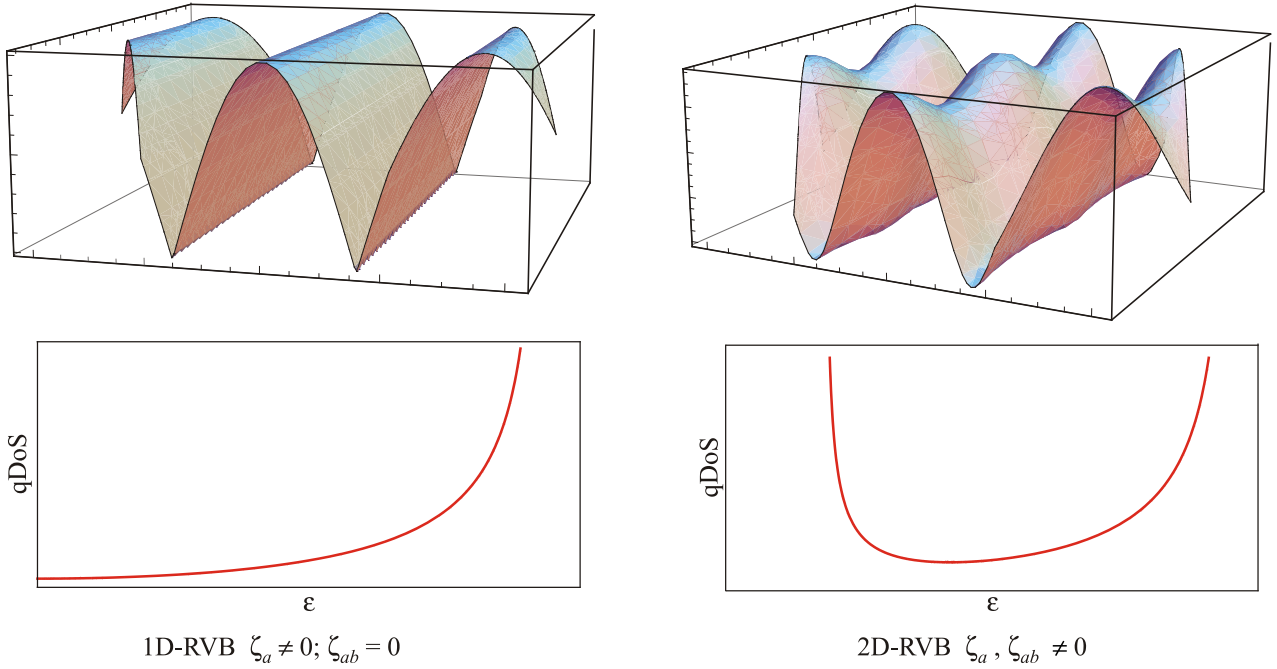 qDoS
ε
1D-RVB ζa ≠ 0; ζab = 0
qDoS
ε
2D-RVB ζa , ζab ≠ 0